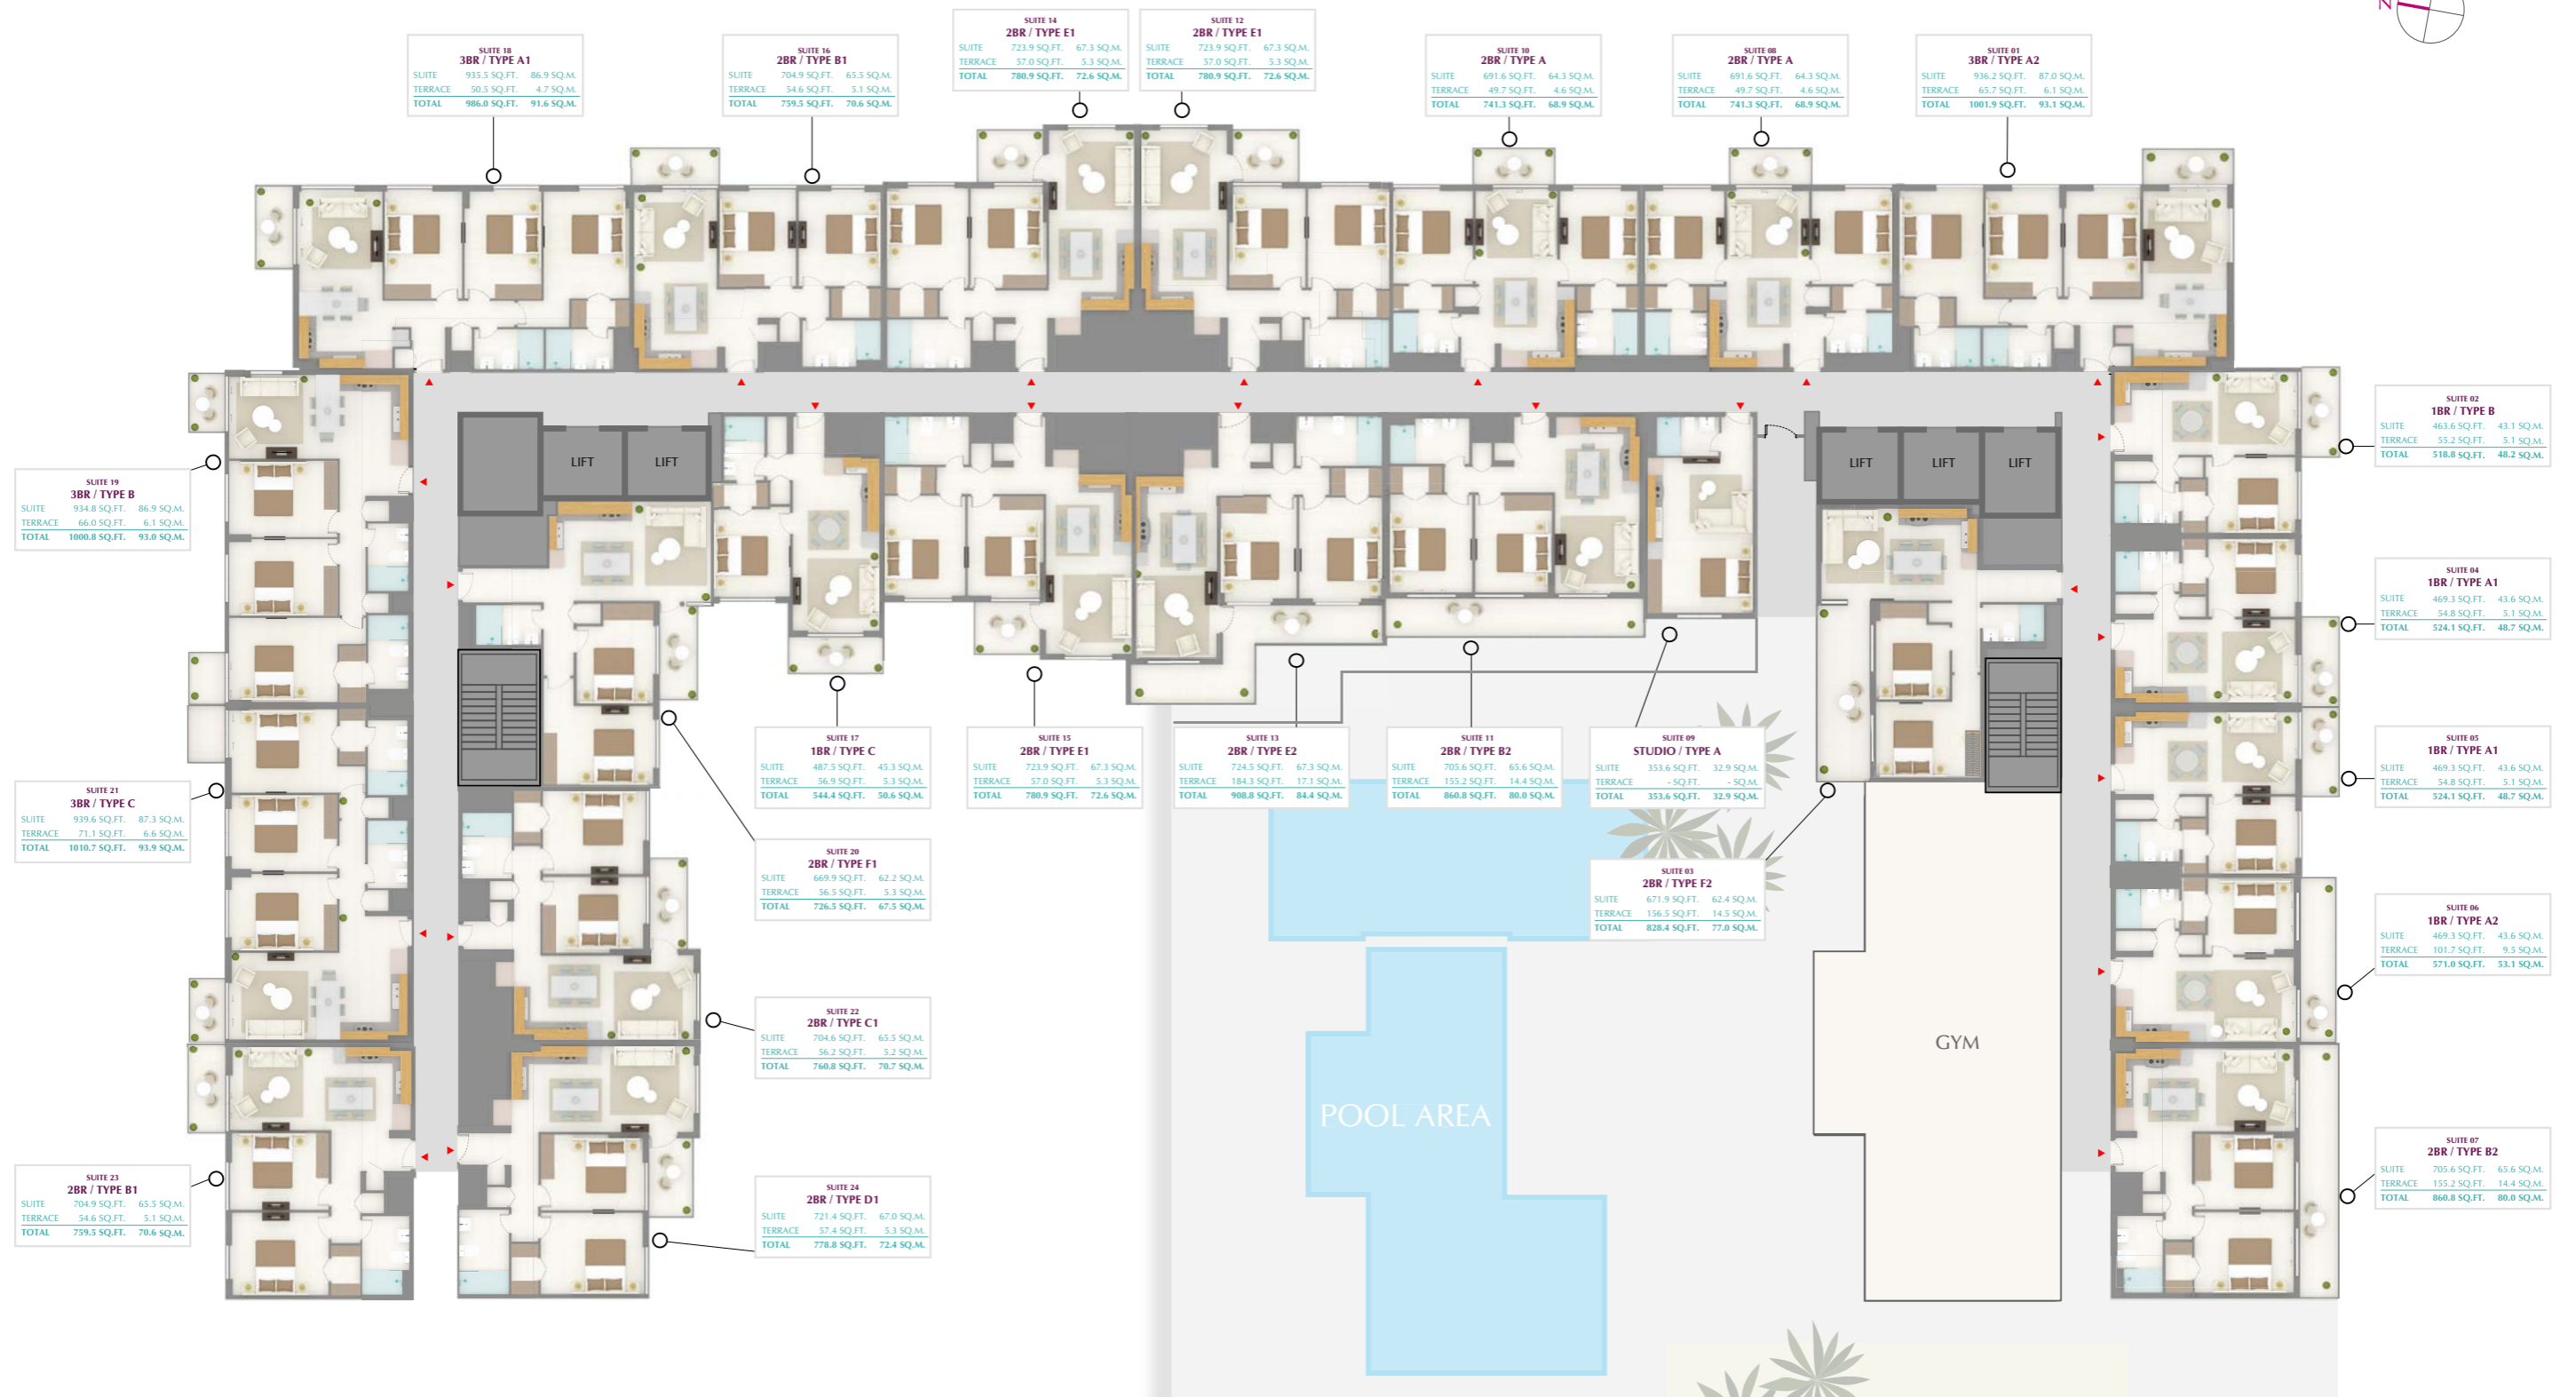 N
SUITE 14
2BR / TYPE E1
SUITE 723.9 SQ.FT. 67.3 SQ.M.
TERRACE 57.0 SQ.FT. 5.3 SQ.M.
TOTAL 780.9 SQ.FT. 72.6 SQ.M.
SUITE 12
2BR / TYPE E1
SUITE 723.9 SQ.FT. 67.3 SQ.M.
TERRACE 57.0 SQ.FT. 5.3 SQ.M.
TOTAL 780.9 SQ.FT. 72.6 SQ.M.
SUITE 18
3BR / TYPE A1
SUITE 935.5 SQ.FT. 86.9 SQ.M.
TERRACE 50.5 SQ.FT. 4.7 SQ.M.
TOTAL 986.0 SQ.FT. 91.6 SQ.M.
SUITE 16
2BR / TYPE B1
SUITE 704.9 SQ.FT. 65.5 SQ.M.
TERRACE 54.6 SQ.FT. 5.1 SQ.M.
TOTAL 759.5 SQ.FT. 70.6 SQ.M.
SUITE 10
2BR / TYPE A
SUITE 691.6 SQ.FT. 64.3 SQ.M.
TERRACE 49.7 SQ.FT. 4.6 SQ.M.
TOTAL 741.3 SQ.FT. 68.9 SQ.M.
SUITE 08
2BR / TYPE A
SUITE 691.6 SQ.FT. 64.3 SQ.M.
TERRACE 49.7 SQ.FT. 4.6 SQ.M.
TOTAL 741.3 SQ.FT. 68.9 SQ.M.
SUITE 01
3BR / TYPE A2
SUITE 936.2 SQ.FT. 87.0 SQ.M.
TERRACE 65.7 SQ.FT. 6.1 SQ.M.
TOTAL 1001.9 SQ.FT. 93.1 SQ.M.
SUITE 02
1BR / TYPE B
SUITE 463.6 SQ.FT. 43.1 SQ.M.
TERRACE 55.2 SQ.FT. 5.1 SQ.M.
TOTAL 518.8 SQ.FT. 48.2 SQ.M.
LIFT
LIFT
LIFT
LIFT
LIFT
SUITE 19
3BR / TYPE B
SUITE 934.8 SQ.FT. 86.9 SQ.M.
TERRACE 66.0 SQ.FT. 6.1 SQ.M.
TOTAL 1000.8 SQ.FT. 93.0 SQ.M.
SUITE 04
1BR / TYPE A1
SUITE 469.3 SQ.FT. 43.6 SQ.M.
TERRACE 54.8 SQ.FT. 5.1 SQ.M.
TOTAL 524.1 SQ.FT. 48.7 SQ.M.
SUITE 17
1BR / TYPE C
SUITE 487.5 SQ.FT. 45.3 SQ.M.
TERRACE 56.9 SQ.FT. 5.3 SQ.M.
TOTAL 544.4 SQ.FT. 50.6 SQ.M.
SUITE 15
2BR / TYPE E1
SUITE 723.9 SQ.FT. 67.3 SQ.M.
TERRACE 57.0 SQ.FT. 5.3 SQ.M.
TOTAL 780.9 SQ.FT. 72.6 SQ.M.
SUITE 13
2BR / TYPE E2
SUITE 724.5 SQ.FT. 67.3 SQ.M.
TERRACE 184.3 SQ.FT. 17.1 SQ.M.
TOTAL 908.8 SQ.FT. 84.4 SQ.M.
SUITE 11
2BR / TYPE B2
SUITE 705.6 SQ.FT. 65.6 SQ.M.
TERRACE 155.2 SQ.FT. 14.4 SQ.M.
TOTAL 860.8 SQ.FT. 80.0 SQ.M.
SUITE 09
STUDIO / TYPE A
SUITE 353.6 SQ.FT. 32.9 SQ.M.
TERRACE - SQ.FT. - SQ.M.
TOTAL 353.6 SQ.FT. 32.9 SQ.M.
SUITE 05
1BR / TYPE A1
SUITE 469.3 SQ.FT. 43.6 SQ.M.
TERRACE 54.8 SQ.FT. 5.1 SQ.M.
TOTAL 524.1 SQ.FT. 48.7 SQ.M.
SUITE 21
3BR / TYPE C
SUITE 939.6 SQ.FT. 87.3 SQ.M.
TERRACE 71.1 SQ.FT. 6.6 SQ.M.
TOTAL 1010.7 SQ.FT. 93.9 SQ.M.
SUITE 20
2BR / TYPE F1
SUITE 669.9 SQ.FT. 62.2 SQ.M.
TERRACE 56.5 SQ.FT. 5.3 SQ.M.
TOTAL 726.5 SQ.FT. 67.5 SQ.M.
SUITE 03
2BR / TYPE F2
SUITE 671.9 SQ.FT. 62.4 SQ.M.
TERRACE 156.5 SQ.FT. 14.5 SQ.M.
TOTAL 828.4 SQ.FT. 77.0 SQ.M.
SUITE 06
1BR / TYPE A2
SUITE 469.3 SQ.FT. 43.6 SQ.M.
TERRACE 101.7 SQ.FT. 9.5 SQ.M.
TOTAL 571.0 SQ.FT. 53.1 SQ.M.
SUITE 22
2BR / TYPE C1
SUITE 704.6 SQ.FT. 65.5 SQ.M.
TERRACE 56.2 SQ.FT. 5.2 SQ.M.
TOTAL 760.8 SQ.FT. 70.7 SQ.M.
GYM
POOL AREA
SUITE 07
2BR / TYPE B2
SUITE 705.6 SQ.FT. 65.6 SQ.M.
TERRACE 155.2 SQ.FT. 14.4 SQ.M.
TOTAL 860.8 SQ.FT. 80.0 SQ.M.
SUITE 23
2BR / TYPE B1
SUITE 704.9 SQ.FT. 65.5 SQ.M.
TERRACE 54.6 SQ.FT. 5.1 SQ.M.
TOTAL 759.5 SQ.FT. 70.6 SQ.M.
SUITE 24
2BR / TYPE D1
SUITE 721.4 SQ.FT. 67.0 SQ.M.
TERRACE 57.4 SQ.FT. 5.3 SQ.M.
TOTAL 778.8 SQ.FT. 72.4 SQ.M.